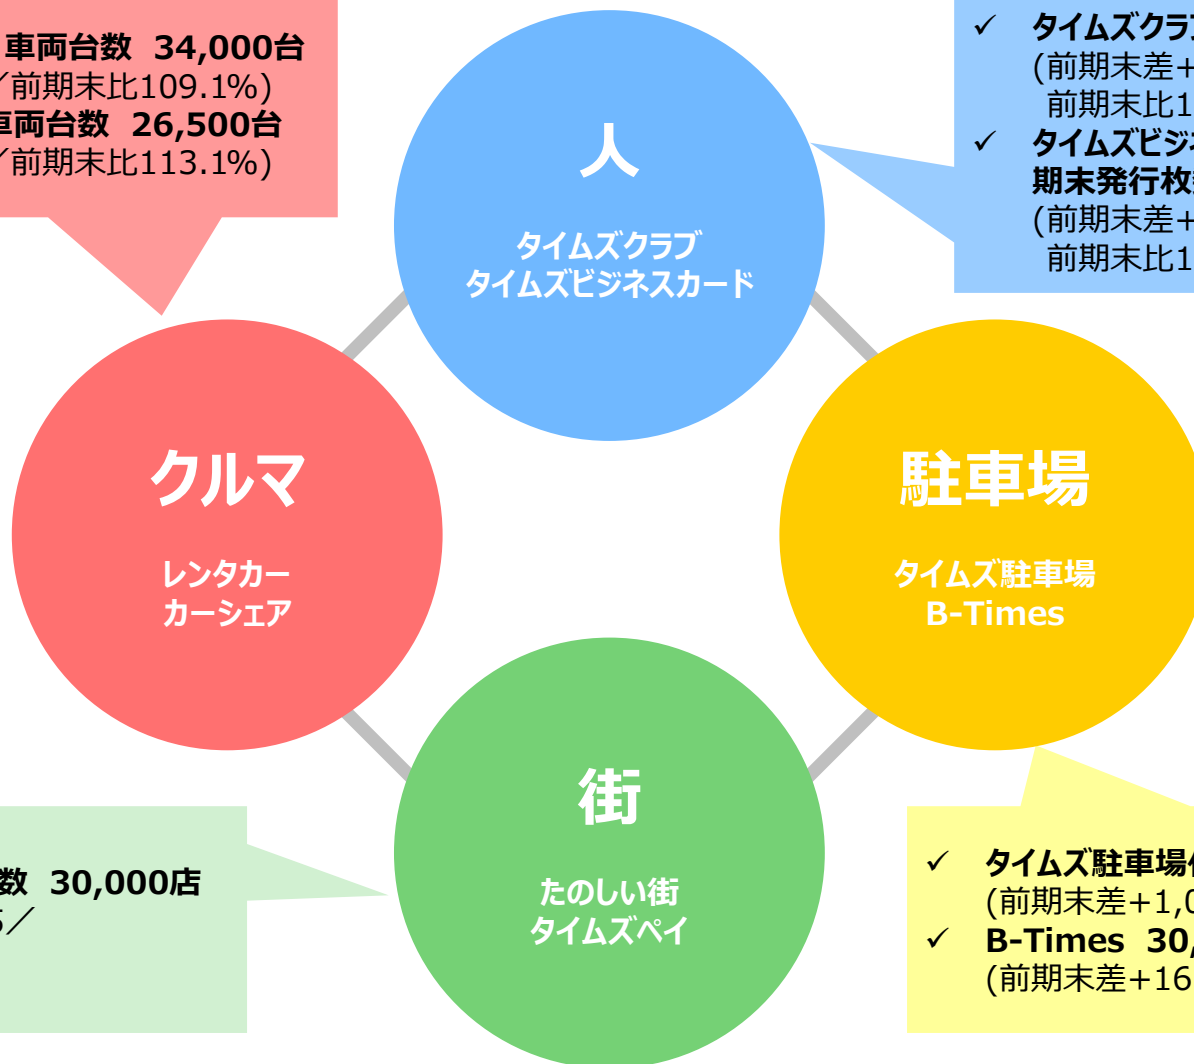 車両台数 34,000台
／前期末比109.1%)
車両台数 26,500台
／前期末比113.1%)
✓ タイムズクラブ
(前期末差+
前期末比1
✓ タイムズビジネ
期末発行枚数
(前期末差+
前期末比1
人
タイムズクラブ
タイムズビジネスカード
クルマ
レンタカー
カーシェア
駐車場
タイムズ駐車場
B-Times
街
たのしい街
タイムズペイ
数 30,000店
／
✓ タイムズ駐車場
(前期末差+1,0
✓ B-Times 30,
(前期末差+16